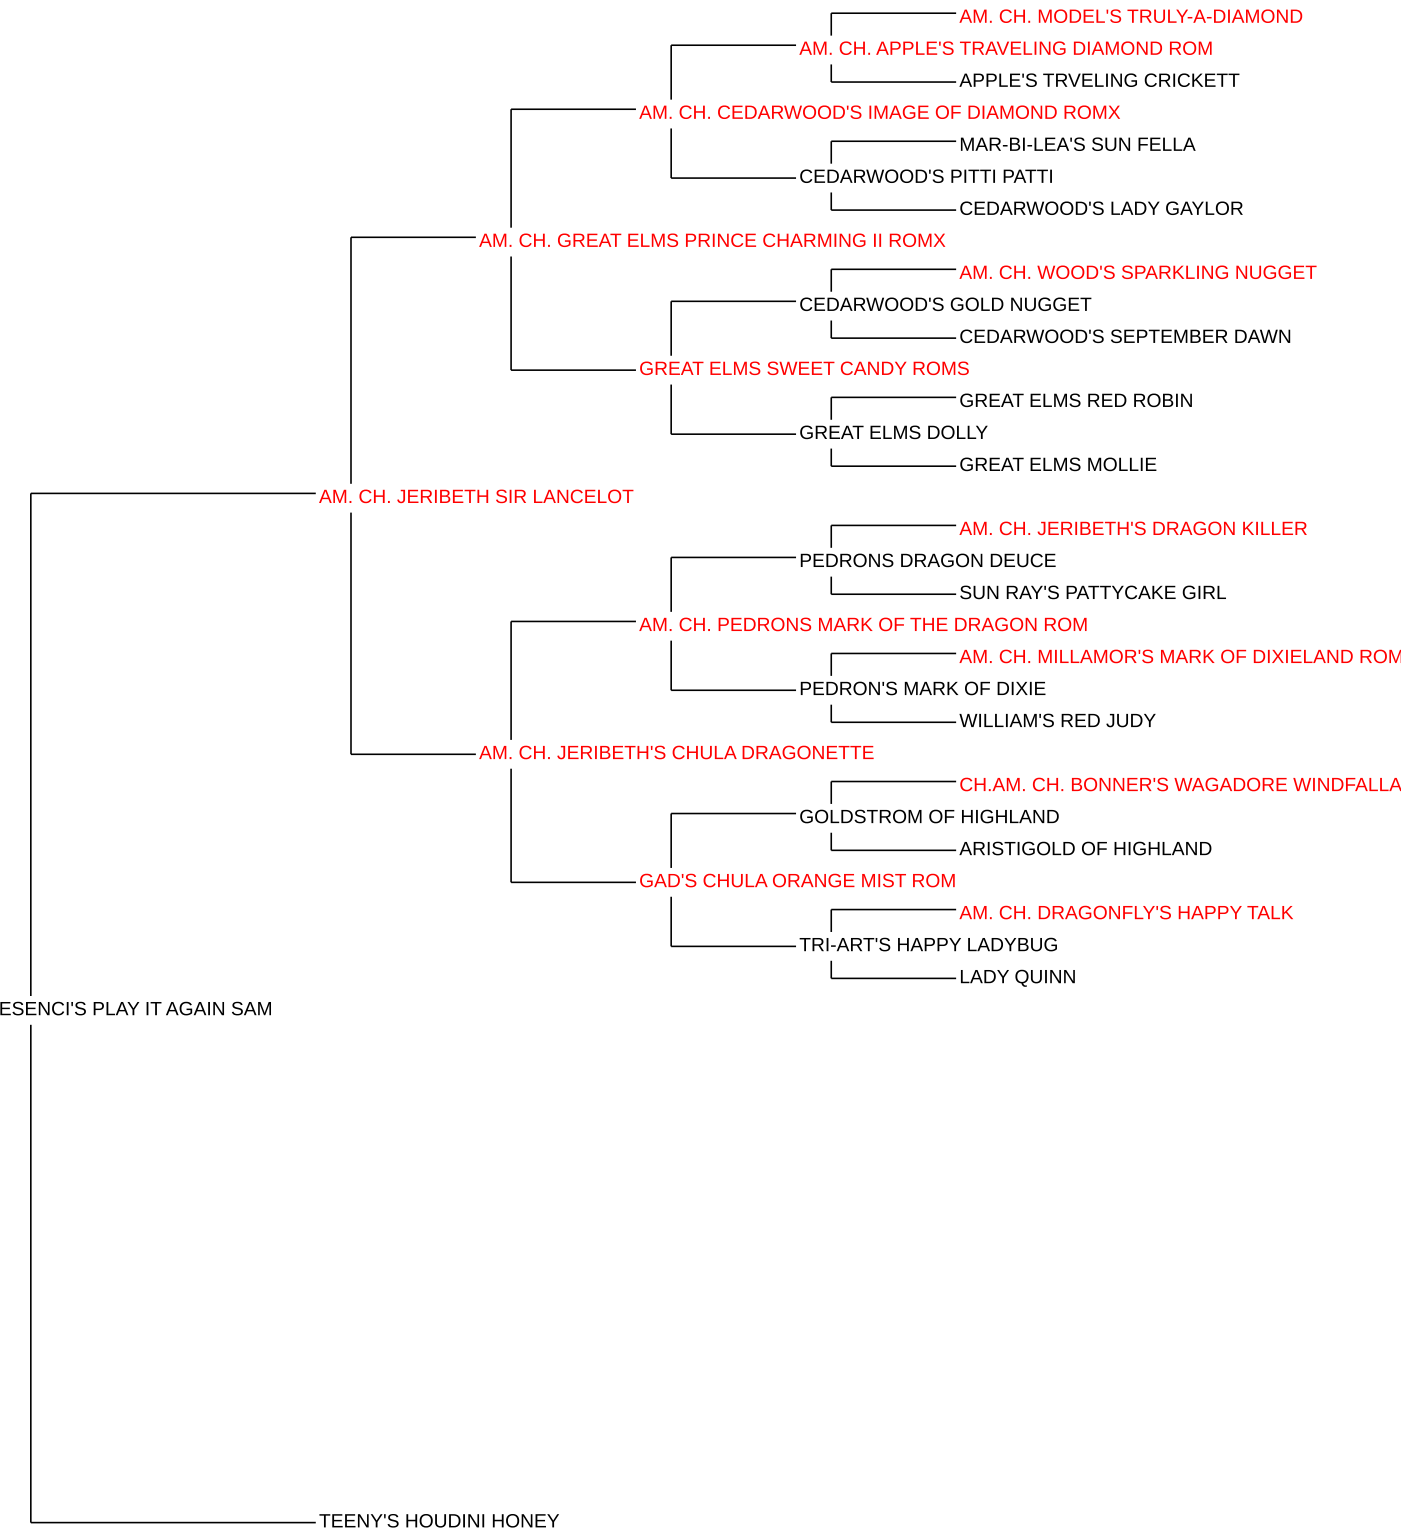 AM. CH. MODEL'S TRULY-A-DIAMOND
AM. CH. APPLE'S TRAVELING DIAMOND ROM
APPLE'S TRVELING CRICKETT
AM. CH. CEDARWOOD'S IMAGE OF DIAMOND ROMX
MAR-BI-LEA'S SUN FELLA
CEDARWOOD'S PITTI PATTI
CEDARWOOD'S LADY GAYLOR
AM. CH. GREAT ELMS PRINCE CHARMING II ROMX
AM. CH. WOOD'S SPARKLING NUGGET
CEDARWOOD'S GOLD NUGGET
CEDARWOOD'S SEPTEMBER DAWN
GREAT ELMS SWEET CANDY ROMS
GREAT ELMS RED ROBIN
GREAT ELMS DOLLY
GREAT ELMS MOLLIE
AM. CH. JERIBETH SIR LANCELOT
AM. CH. JERIBETH'S DRAGON KILLER
PEDRONS DRAGON DEUCE
SUN RAY'S PATTYCAKE GIRL
AM. CH. PEDRONS MARK OF THE DRAGON ROM
AM. CH. MILLAMOR'S MARK OF DIXIELAND ROM
PEDRON'S MARK OF DIXIE
WILLIAM'S RED JUDY
AM. CH. JERIBETH'S CHULA DRAGONETTE
CH.AM. CH. BONNER'S WAGADORE WINDFALLA
GOLDSTROM OF HIGHLAND
ARISTIGOLD OF HIGHLAND
GAD'S CHULA ORANGE MIST ROM
AM. CH. DRAGONFLY'S HAPPY TALK
TRI-ART'S HAPPY LADYBUG
LADY QUINN
ESENCI'S PLAY IT AGAIN SAM
TEENY'S HOUDINI HONEY